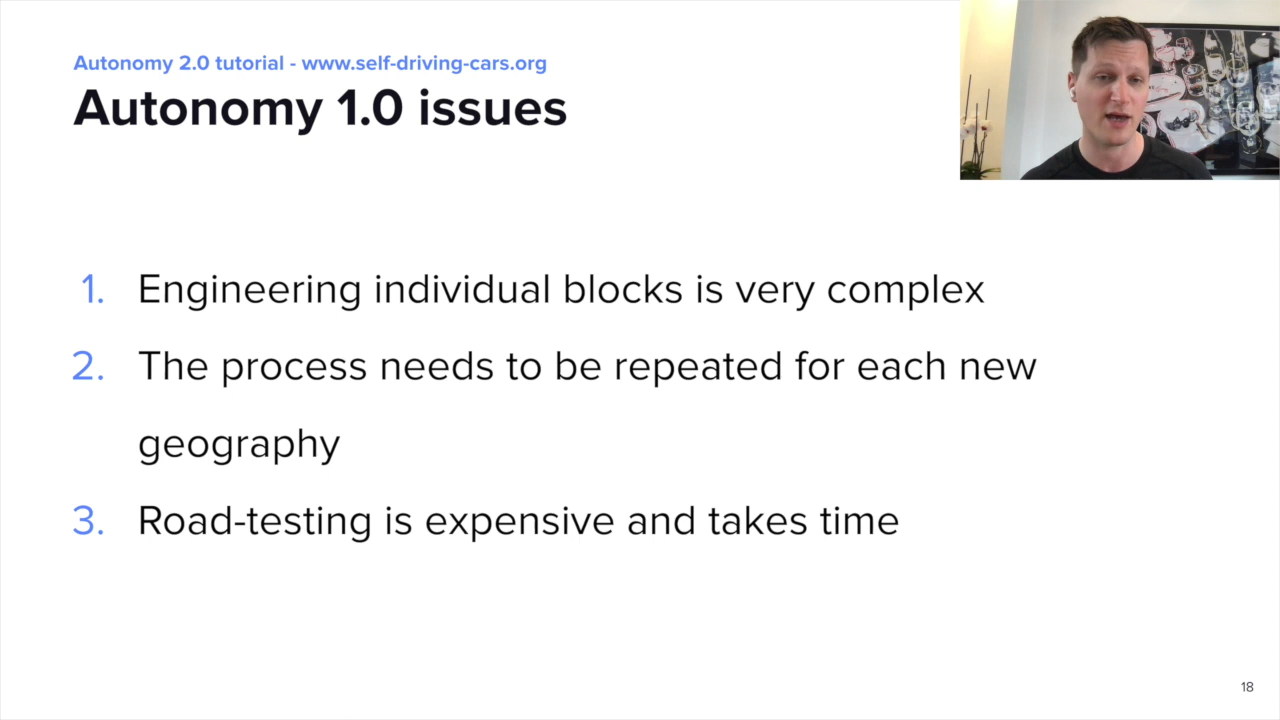 Autonomy 2.0 tutorial - www.self-driving-cars.org
Autonomy 1.0 issues
1. Engineering individual blocks is very complex
2. The process needs to be repeated for each new
geography
3. Road-testing is expensive and takes time
18